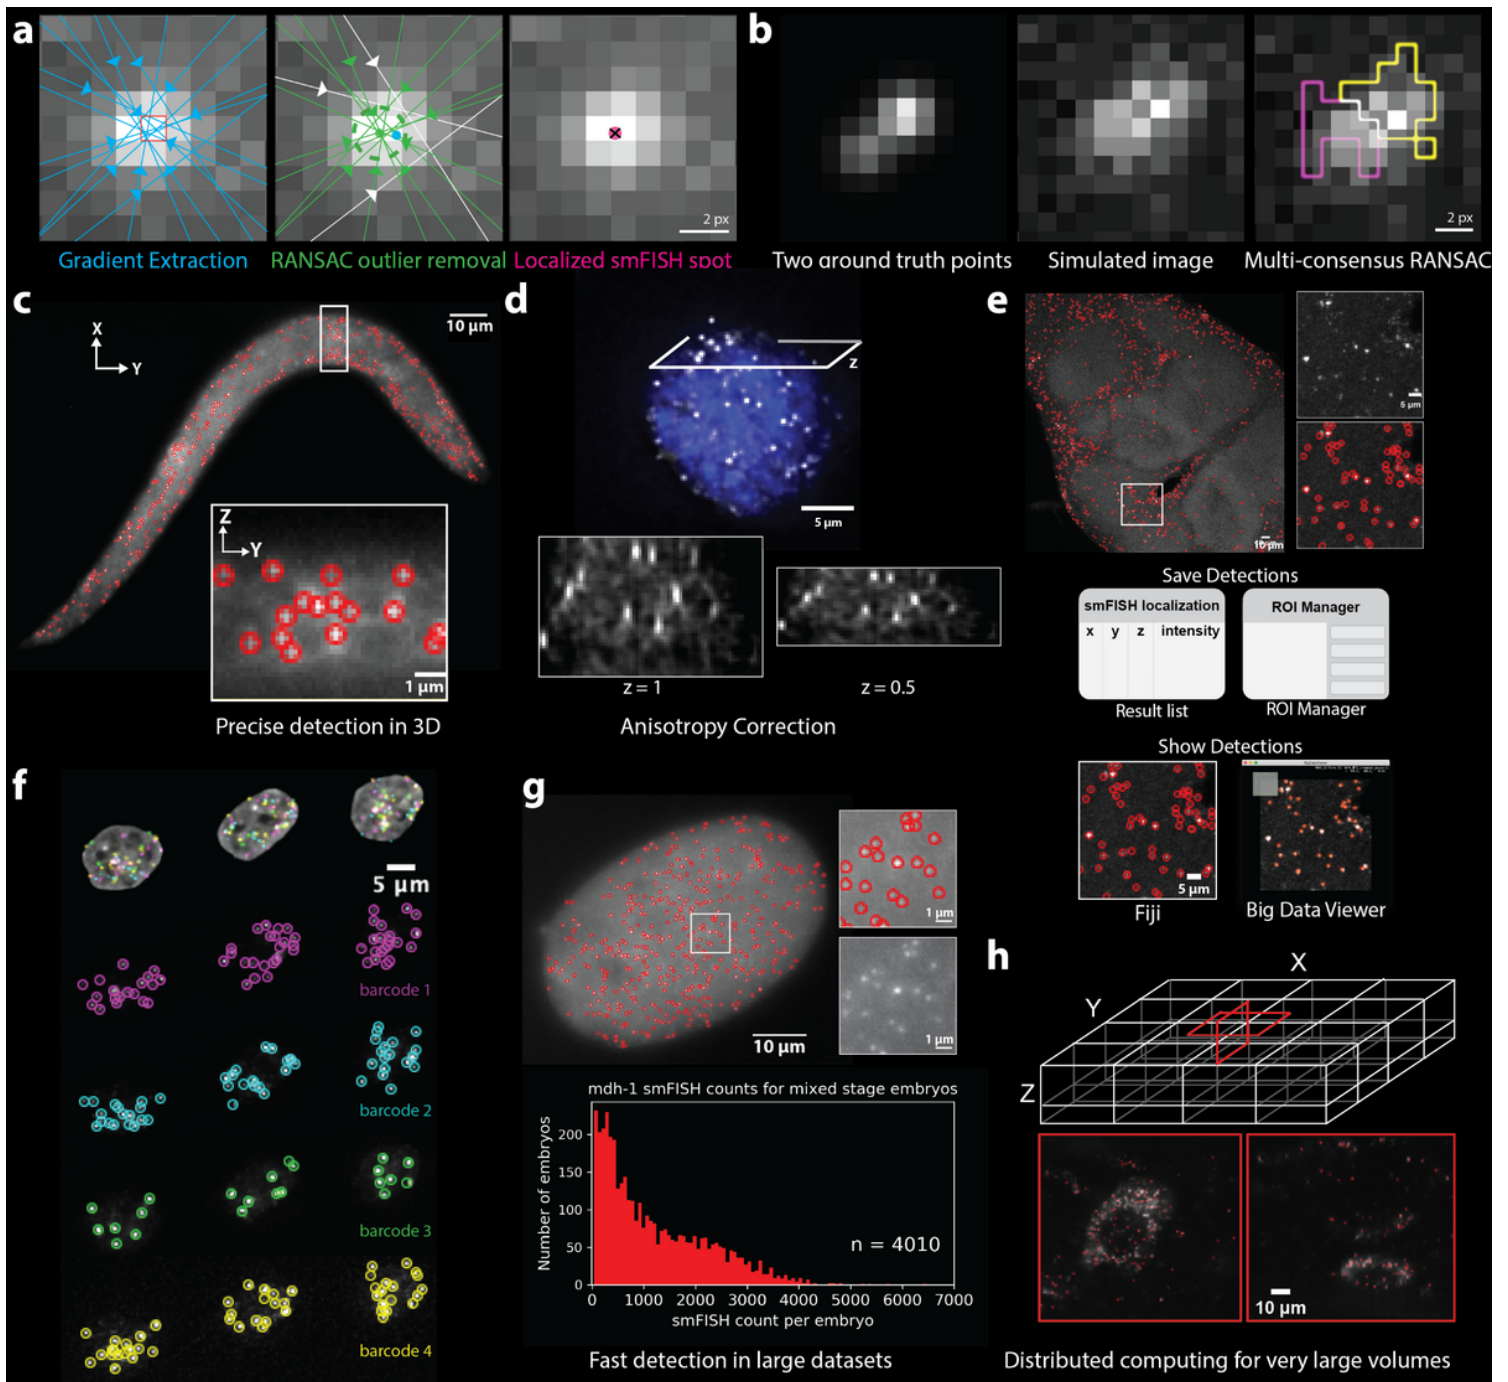 a
2 px
Gradient Extraction
RANSAC outlier removal
Localized smFISH spot
b
2 px
Two ground truth points
Simulated image
Multi-consensus RANSAC
c
X
Y
10 µm
Z
Y
1 µm
Precise detection in 3D
d
z
5 µm
z = 1
z = 0.5
Anisotropy Correction
e
5 µm
10 µm
Save Detections
smFISH localization
x y z intensity
Result list
ROI Manager
ROI Manager
Show Detections
5 µm
Fiji
Big Data Viewer
f
5 µm
barcode 1
barcode 2
barcode 3
barcode 4
g
1 µm
1 µm
10 µm
mdh-1 smFISH counts for mixed stage embryos
Number of embryos
200
150
100
50
0
n = 4010
0 1000 2000 3000 4000 5000 6000 7000
smFISH count per embryo
Fast detection in large datasets
h
X
Y
Z
10 µm
Distributed computing for very large volumes